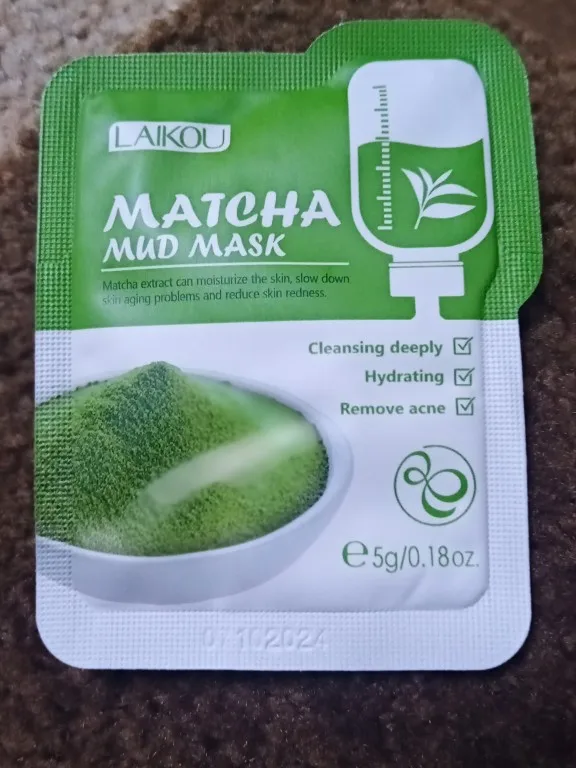 LAIKOU
MATCHA
MUD MASK
Matcha extract can moisturize the skin, slow down
skin aging problems and reduce skin redness.
Cleansing deeply
Hydrating
Remove acne
e 5g/0.18oz.
07102024